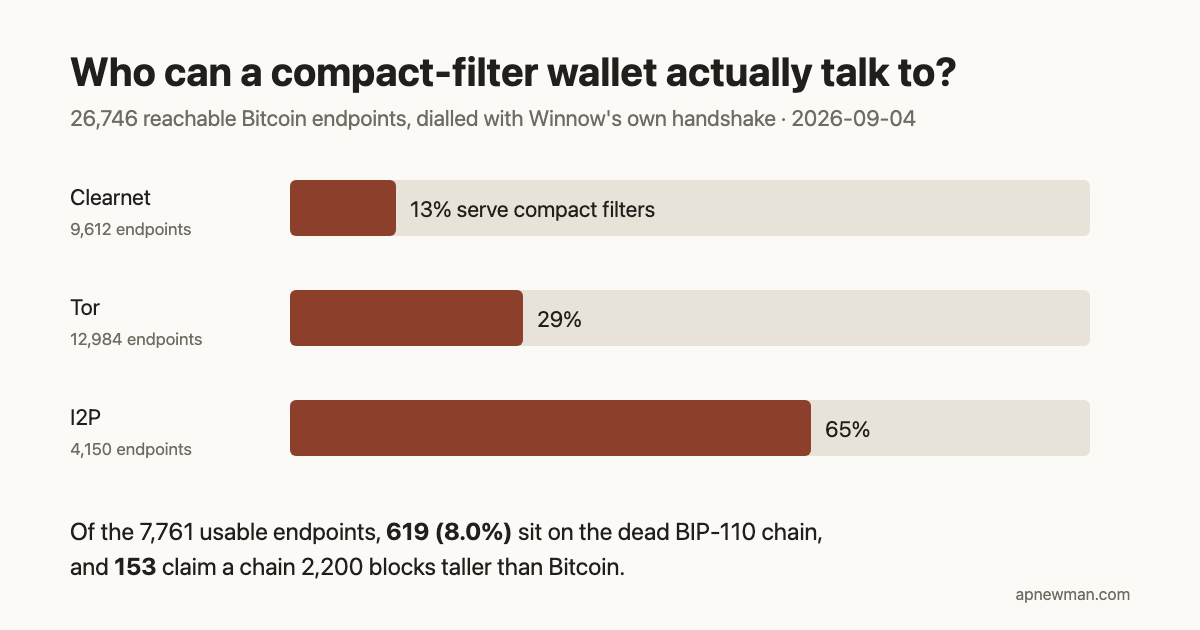 Who can a compact-filter wallet actually talk to?
26,746 reachable Bitcoin endpoints, dialled with Winnow's own handshake · 2026-09-04
Clearnet
9,612 endpoints
13% serve compact filters
Tor
12,984 endpoints
29%
I2P
4,150 endpoints
65%
Of the 7,761 usable endpoints, 619 (8.0%) sit on the dead BIP-110 chain,
and 153 claim a chain 2,200 blocks taller than Bitcoin.
apnewman.com